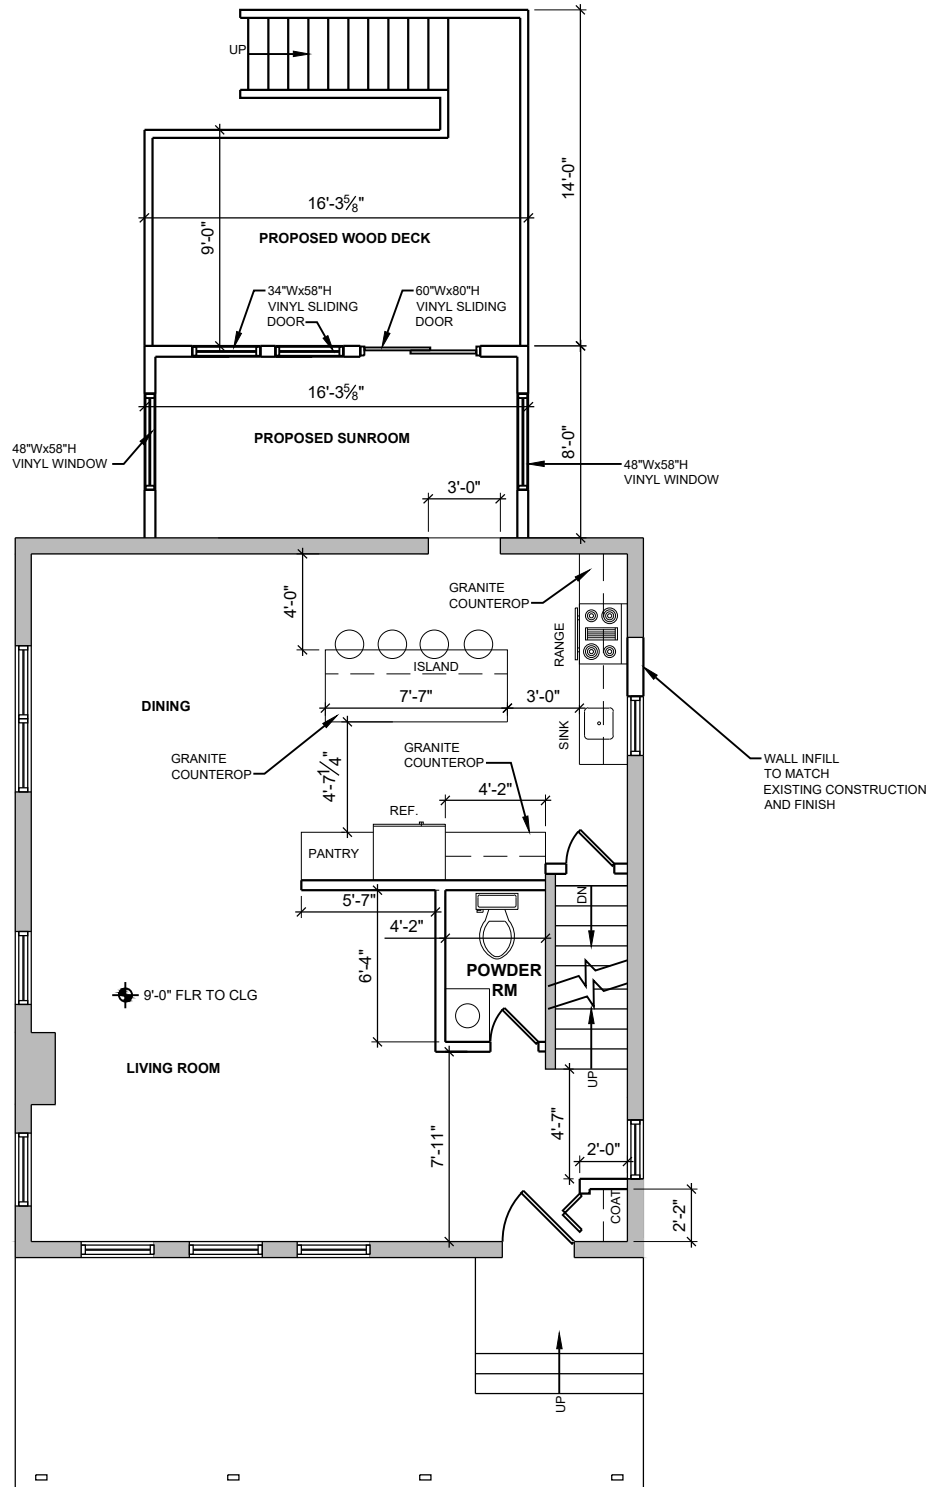 UP
14'-0"
16'-3⅝"
9'-0"
PROPOSED WOOD DECK
34"Wx58"H
VINYL SLIDING
DOOR
60"Wx80"H
VINYL SLIDING
DOOR
16'-3⅝"
PROPOSED SUNROOM
8'-0"
48"Wx58"H
VINYL WINDOW
48"Wx58"H
VINYL WINDOW
3'-0"
4'-0"
GRANITE
COUNTEROP
RANGE
ISLAND
7'-7"
3'-0"
DINING
SINK
GRANITE
COUNTEROP
4'-7¼"
GRANITE
COUNTEROP
WALL INFILL
TO MATCH
EXISTING CONSTRUCTION
AND FINISH
4'-2"
REF.
PANTRY
5'-7"
4'-2"
DN
6'-4"
POWDER
RM
9'-0" FLR TO CLG
LIVING ROOM
UP
4'-7"
7'-11"
2'-0"
COAT
2'-2"
UP